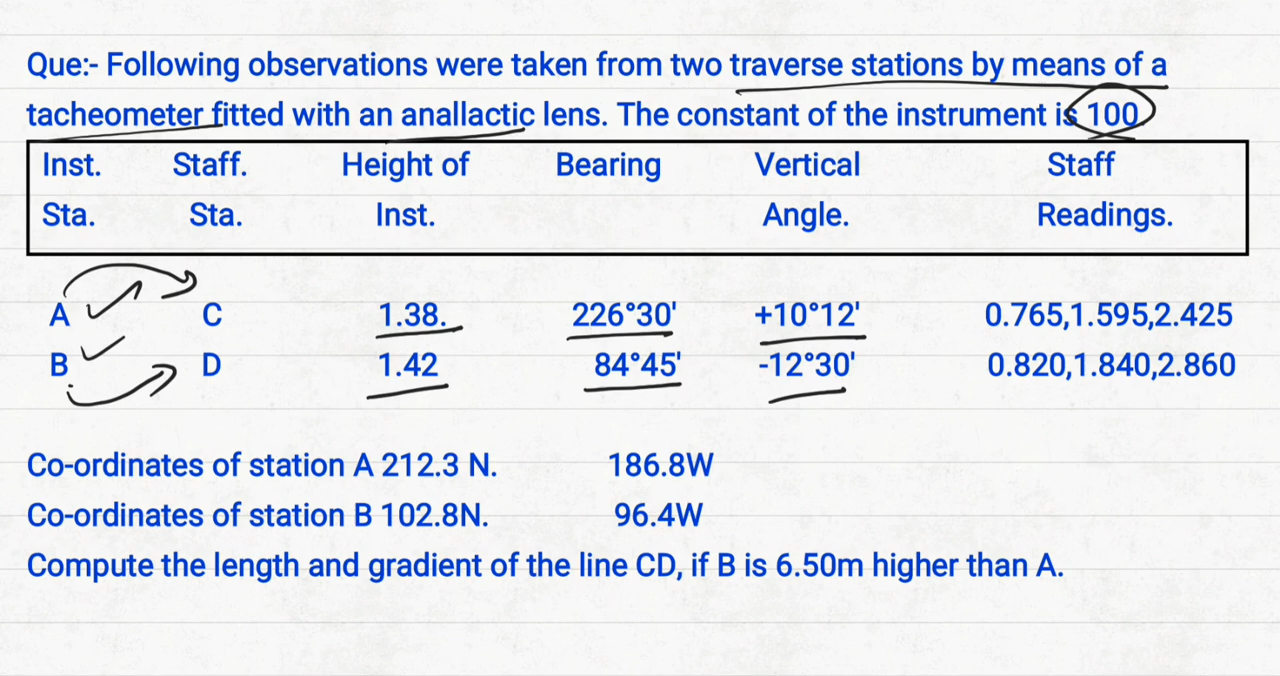 Que:- Following observations were taken from two traverse stations by means of a
tacheometer fitted with an anallactic lens. The constant of the instrument is 100
Inst. Staff. Height of Bearing Vertical Staff
Sta. Sta. Inst. Angle. Readings.
A C 1.38. 226°30' +10°12' 0.765,1.595,2.425
B D 1.42 84°45' -12°30' 0.820,1.840,2.860
Co-ordinates of station A 212.3 N. 186.8W
Co-ordinates of station B 102.8N. 96.4W
Compute the length and gradient of the line CD, if B is 6.50m higher than A.